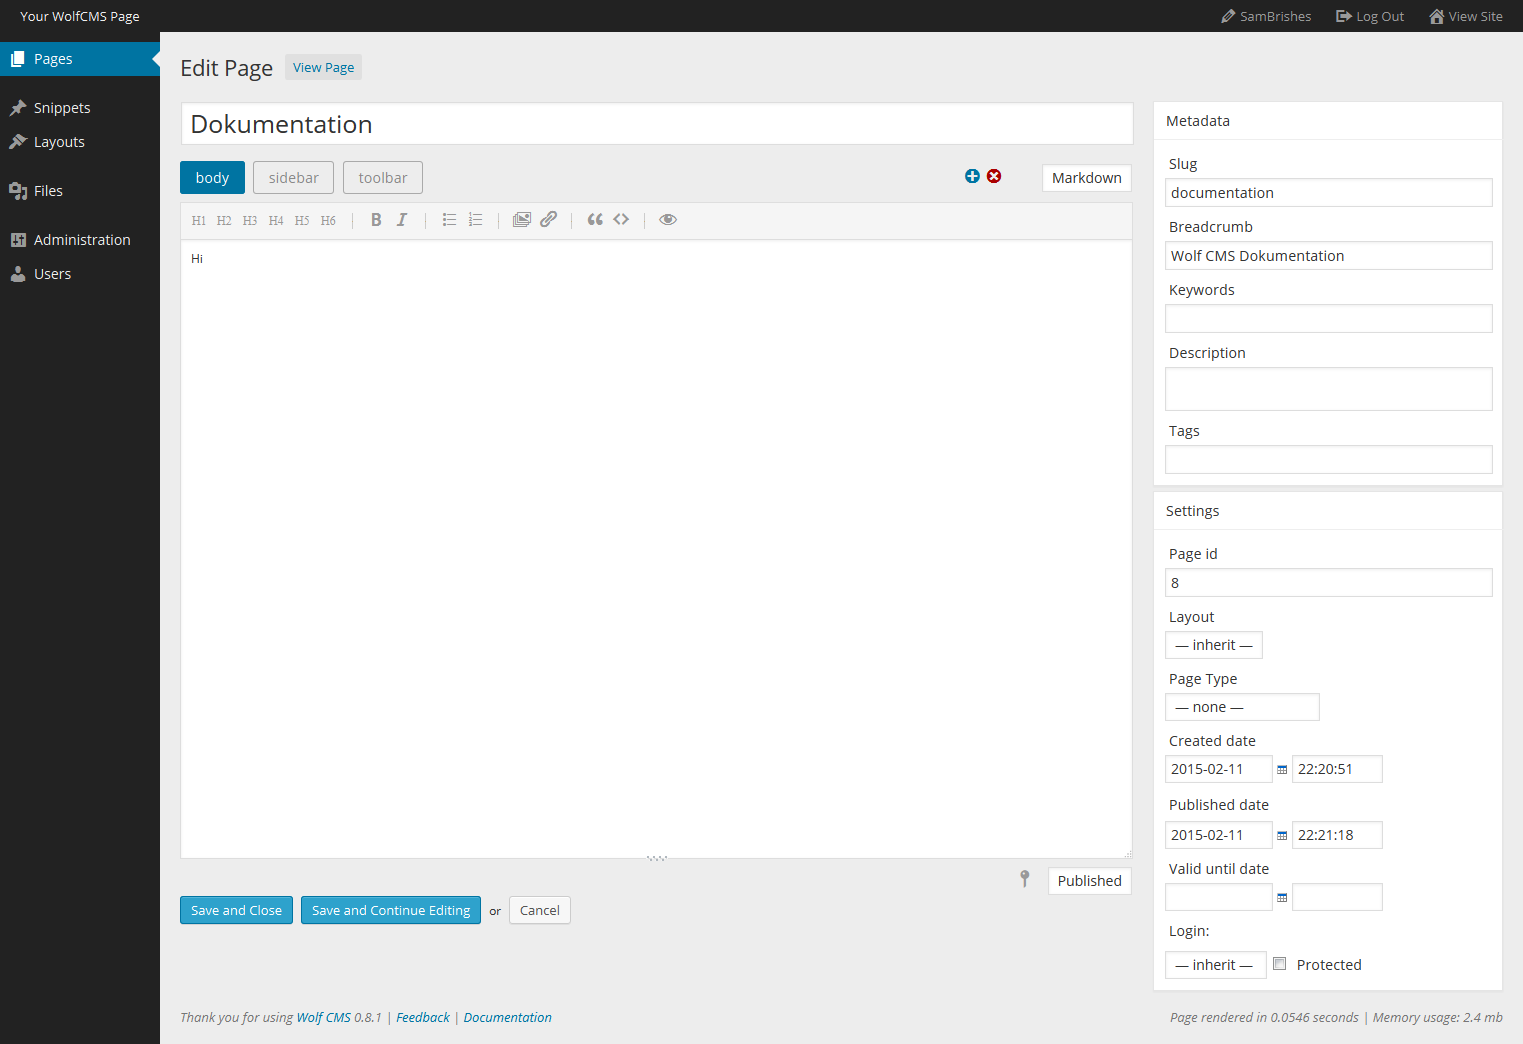 Your WolfCMS Page
SamBrishes
Log Out
View Site
Pages
Snippets
Layouts
Files
Administration
Users
Edit Page
View Page
Dokumentation
body
sidebar
toolbar
Markdown
H1 H2 H3 H4 H5 H6 B I
Hi
Published
Save and Close
Save and Continue Editing
or
Cancel
Metadata
Slug
documentation
Breadcrumb
Wolf CMS Dokumentation
Keywords
Description
Tags
Settings
Page id
8
Layout
— inherit —
Page Type
— none —
Created date
2015-02-11 22:20:51
Published date
2015-02-11 22:21:18
Valid until date
Login:
— inherit — Protected
Thank you for using Wolf CMS 0.8.1 | Feedback | Documentation
Page rendered in 0.0546 seconds | Memory usage: 2.4 mb